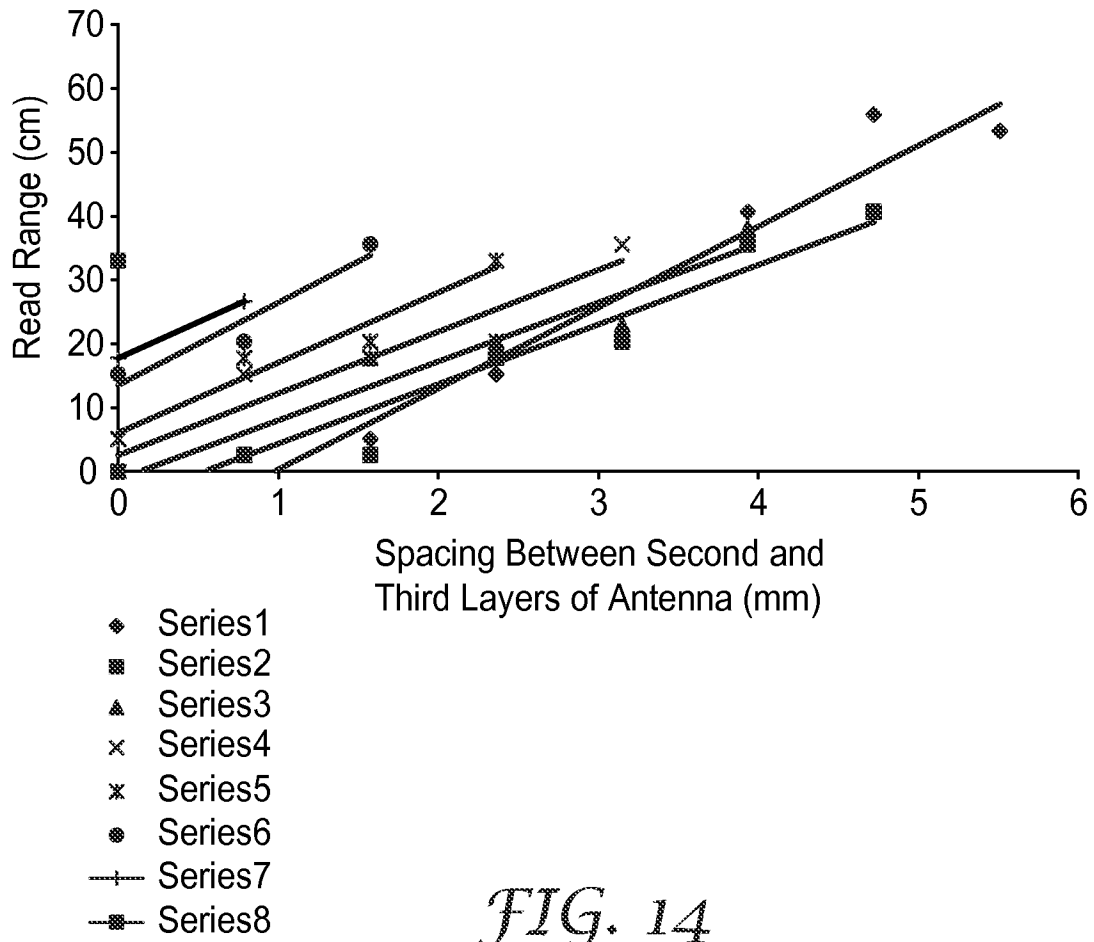 70
60
50
40
30
20
10
0
Read Range (cm)
0 1 2 3 4 5 6
Spacing Between Second and
Third Layers of Antenna (mm)
Series1
Series2
Series3
Series4
Series5
Series6
Series7
Series8
FIG. 14